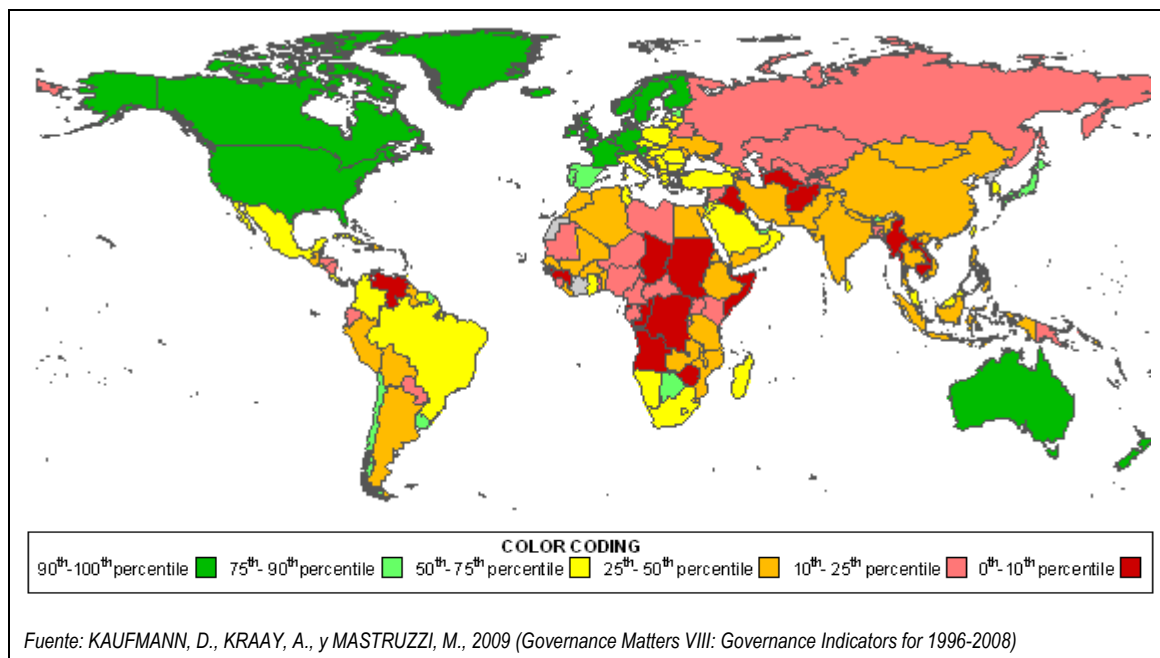 COLOR CODING
90th-100th percentile 75th-90th percentile 50th-75th percentile 25th-50th percentile 10th-25th percentile 0th-10th percentile
Fuente: KAUFMANN, D., KRAAY, A., y MASTRUZZI, M., 2009 (Governance Matters VIII: Governance Indicators for 1996-2008)